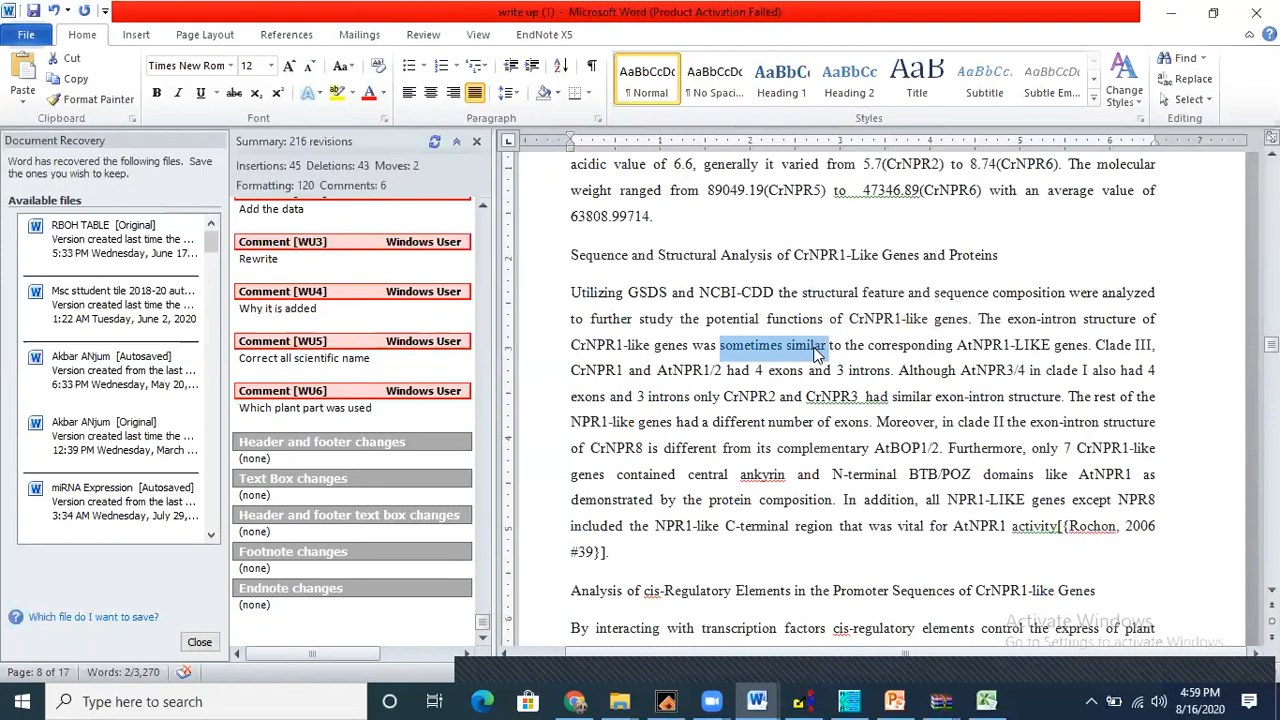 write up (1) - Microsoft Word (Product Activation Failed)
File Home Insert Page Layout References Mailings Review View EndNote X5
Cut
Copy
Format Painter
Paste
Clipboard
Times New Rom 12
Font
Paragraph
AaBbCcDc AaBbCcDc AaBbCc AaBbCc AaB AaBbCc AaBbCcDc
¶ Normal ¶ No Spaci... Heading 1 Heading 2 Title Subtitle Subtle Em...
Change Styles
Styles
Find
Replace
Select
Editing
Document Recovery
Word has recovered the following files. Save
the ones you wish to keep.
Available files
RBOH TABLE [Original]
Version created last time the ...
5:33 PM Wednesday, June 17...
Msc sttudent tile 2018-20 aut...
Version created from the last ...
1:22 AM Tuesday, June 2, 2020
Akbar ANjum [Autosaved]
Version created from the last ...
6:33 PM Wednesday, May 20...
Akbar ANjum [Original]
Version created last time the ...
12:39 PM Wednesday, March ...
miRNA Expression [Autosaved]
Version created from the last ...
3:34 AM Wednesday, July 29,...
Which file do I want to save?
Close
Summary: 216 revisions
Insertions: 45 Deletions: 43 Moves: 2
Formatting: 120 Comments: 6
Add the data
Comment [WU3] Windows User
Rewrite
Comment [WU4] Windows User
Why it is added
Comment [WU5] Windows User
Correct all scientific name
Comment [WU6] Windows User
Which plant part was used
Header and footer changes
(none)
Text Box changes
(none)
Header and footer text box changes
(none)
Footnote changes
(none)
Endnote changes
(none)
acidic value of 6.6, generally it varied from 5.7(CrNPR2) to 8.74(CrNPR6). The molecular
weight ranged from 89049.19(CrNPR5) to 47346.89(CrNPR6) with an average value of
63808.99714.
Sequence and Structural Analysis of CrNPR1-Like Genes and Proteins
Utilizing GSDS and NCBI-CDD the structural feature and sequence composition were analyzed
to further study the potential functions of CrNPR1-like genes. The exon-intron structure of
CrNPR1-like genes was sometimes similar to the corresponding AtNPR1-LIKE genes. Clade III,
CrNPR1 and AtNPR1/2 had 4 exons and 3 introns. Although AtNPR3/4 in clade I also had 4
exons and 3 introns only CrNPR2 and CrNPR3 had similar exon-intron structure. The rest of the
NPR1-like genes had a different number of exons. Moreover, in clade II the exon-intron structure
of CrNPR8 is different from its complementary AtBOP1/2. Furthermore, only 7 CrNPR1-like
genes contained central ankyrin and N-terminal BTB/POZ domains like AtNPR1 as
demonstrated by the protein composition. In addition, all NPR1-LIKE genes except NPR8
included the NPR1-like C-terminal region that was vital for AtNPR1 activity[{Rochon, 2006
#39}].
Analysis of cis-Regulatory Elements in the Promoter Sequences of CrNPR1-like Genes
By interacting with transcription factors cis-regulatory elements control the express of plant
Activate Windows
Go to Settings to activate Windows.
Page: 8 of 17 Words: 2/3,270
Type here to search
4:59 PM
8/16/2020